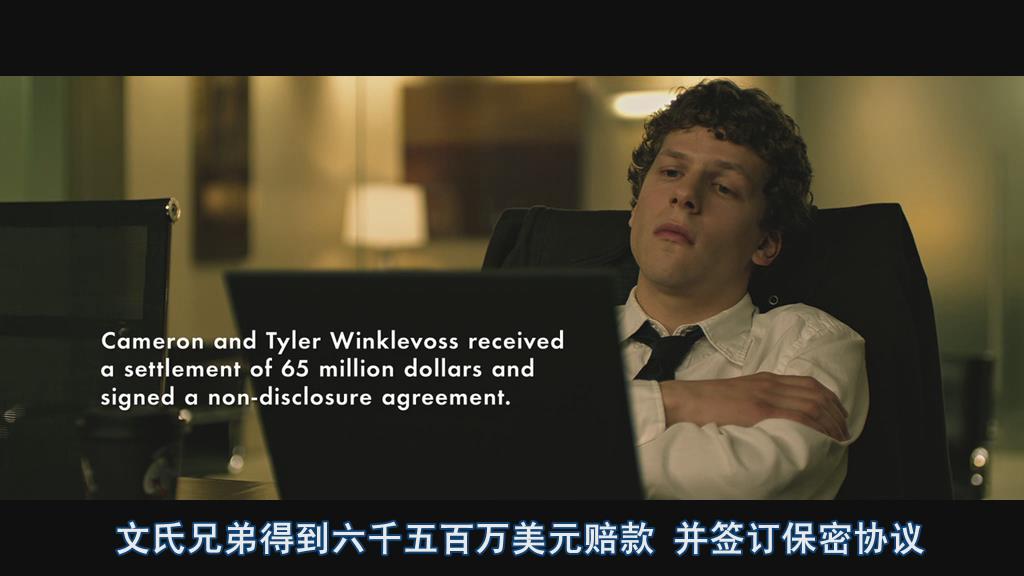 Cameron and Tyler Winklevoss received
a settlement of 65 million dollars and
signed a non-disclosure agreement.
文氏兄弟得到六千五百万美元赔款 并签订保密协议